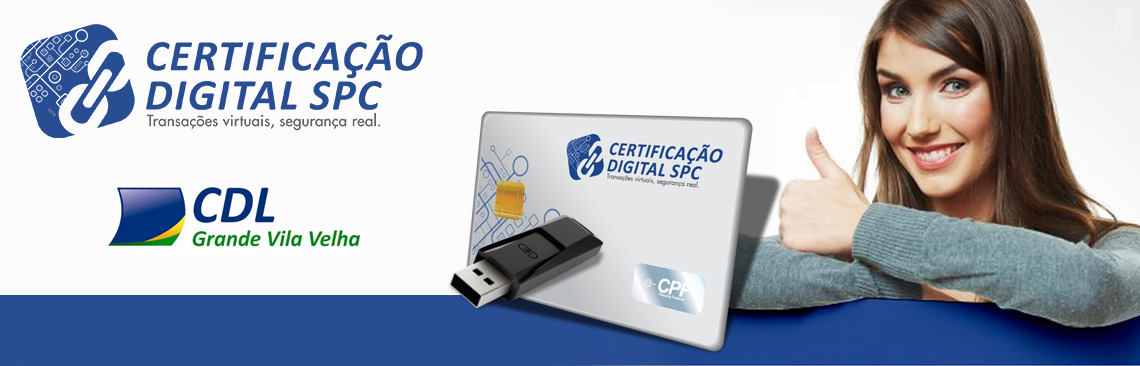 CERTIFICAÇÃO
DIGITAL SPC
Transações virtuais, segurança real.
CDL
Grande Vila Velha
CERTIFICAÇÃO
DIGITAL SPC
Transações virtuais, segurança real.
e-CPF